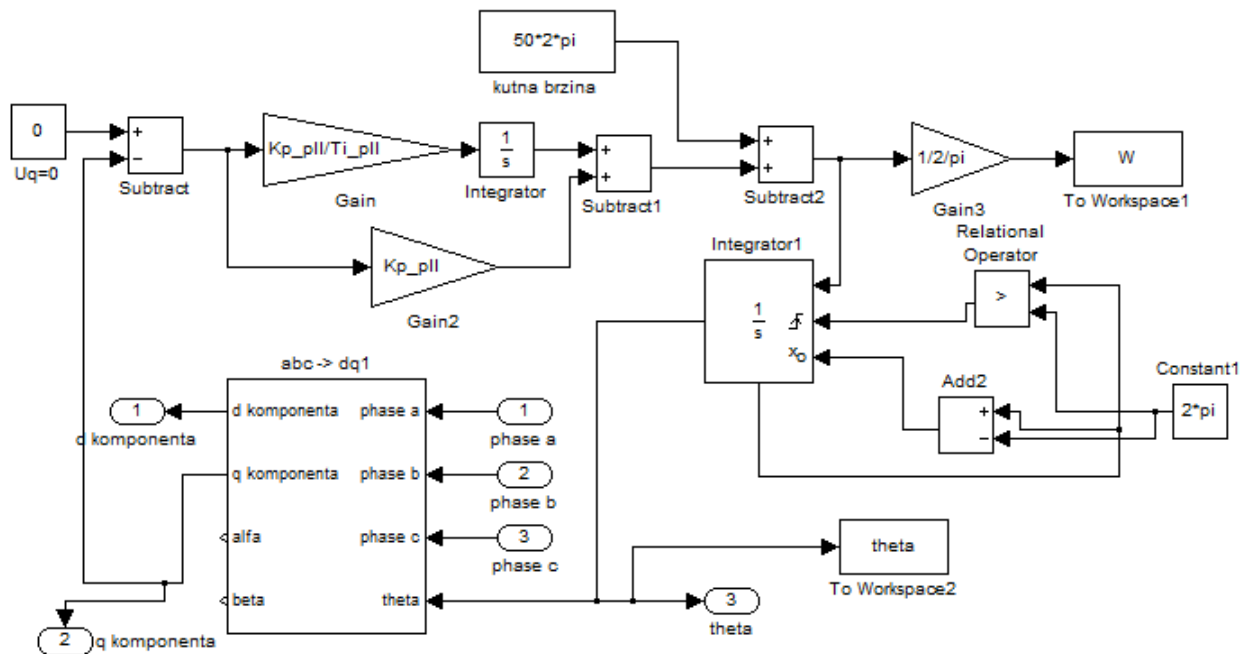 50*2*pi
kutna brzina
0
Uq=0
+
−
Subtract
Kp_pll/Ti_pll
Gain
1
s
Integrator
+
+
Subtract1
+
+
Subtract2
1/2/pi
Gain3
W
To Workspace1
Kp_pll
Gain2
Integrator1
1
s
xo
Relational
Operator
>
Add2
+
−
Constant1
2*pi
abc -> dq1
d komponenta
q komponenta
alfa
beta
phase a
phase b
phase c
theta
1
d komponenta
2
q komponenta
1
phase a
2
phase b
3
phase c
theta
To Workspace2
3
theta